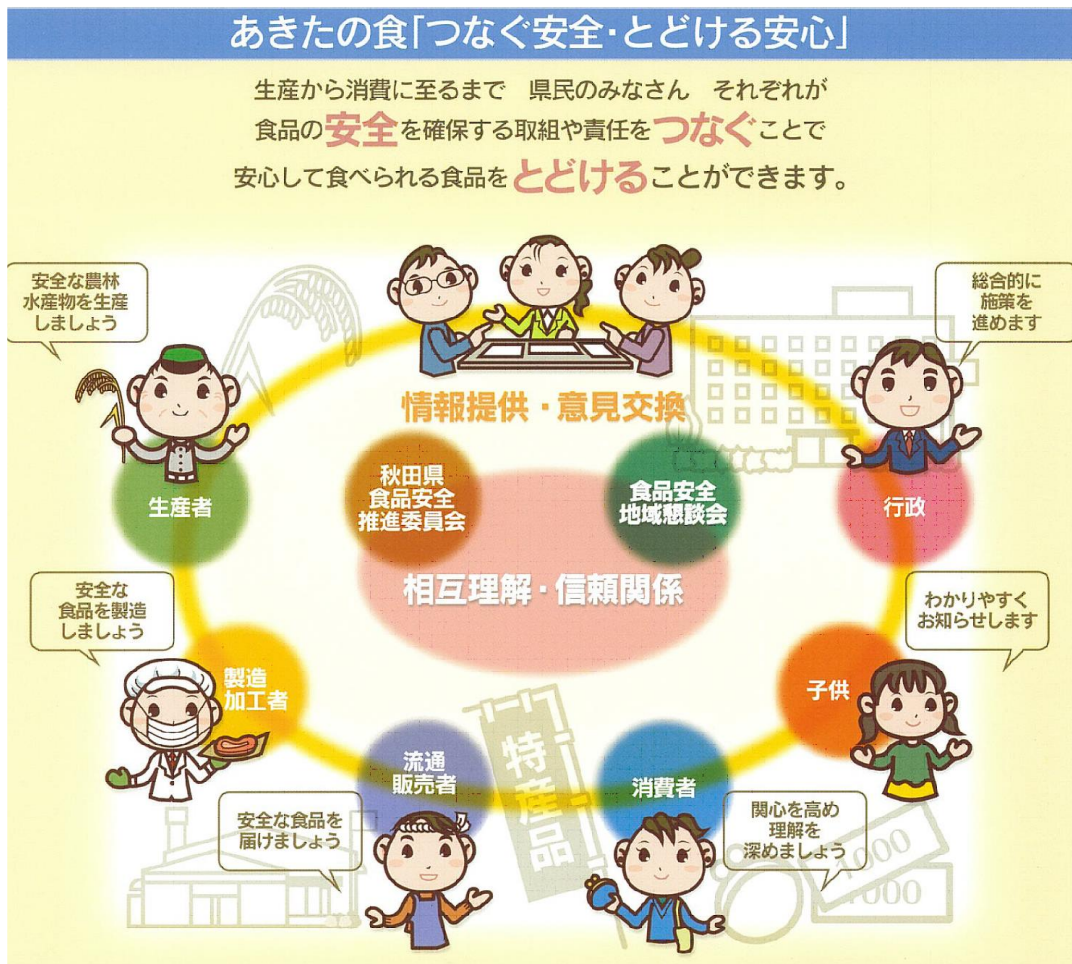 あきたの食「つなぐ安全・とどける安心」
生産から消費に至るまで 県民のみなさん それぞれが
食品の安全を確保する取組や責任をつなぐことで
安心して食べられる食品をとどけることができます。
安全な農林
水産物を生産
しましょう
総合的に
施策を
進めます
情報提供・意見交換
生産者
秋田県
食品安全
推進委員会
食品安全
地域懇談会
行政
相互理解・信頼関係
安全な
食品を製造
しましょう
わかりやすく
お知らせします
製造
加工者
子供
流通
販売者
特産品
消費者
安全な食品を
届けましょう
関心を高め
理解を
深めましょう
1000
1000